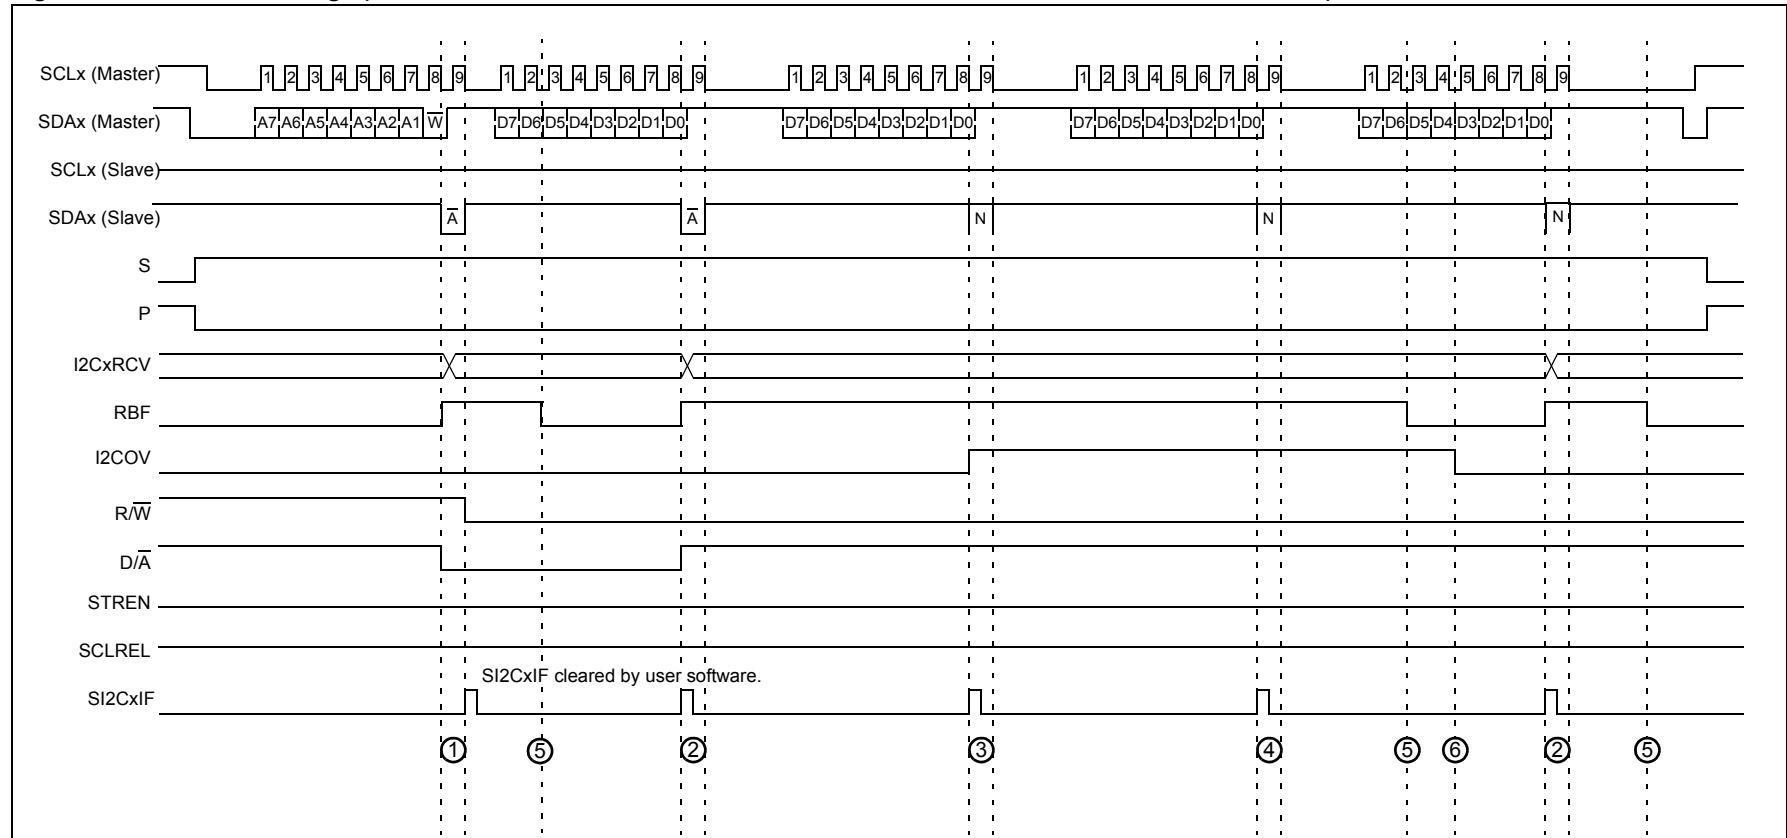 SCLx (Master) 1 2 3 4 5 6 7 8 9 1 2 3 4 5 6 7 8 9 1 2 3 4 5 6 7 8 9 1 2 3 4 5 6 7 8 9 1 2 3 4 5 6 7 8 9
SDAx (Master) A7 A6 A5 A4 A3 A2 A1 W̅ D7 D6 D5 D4 D3 D2 D1 D0 D7 D6 D5 D4 D3 D2 D1 D0 D7 D6 D5 D4 D3 D2 D1 D0 D7 D6 D5 D4 D3 D2 D1 D0
SCLx (Slave)
SDAx (Slave) A̅ A̅ N N N
S
P
I2CxRCV
RBF
I2COV
R/W̅
D/A̅
STREN
SCLREL
SI2CxIF cleared by user software.
SI2CxIF
① ⑤ ② ③ ④ ⑤ ⑥ ② ⑤